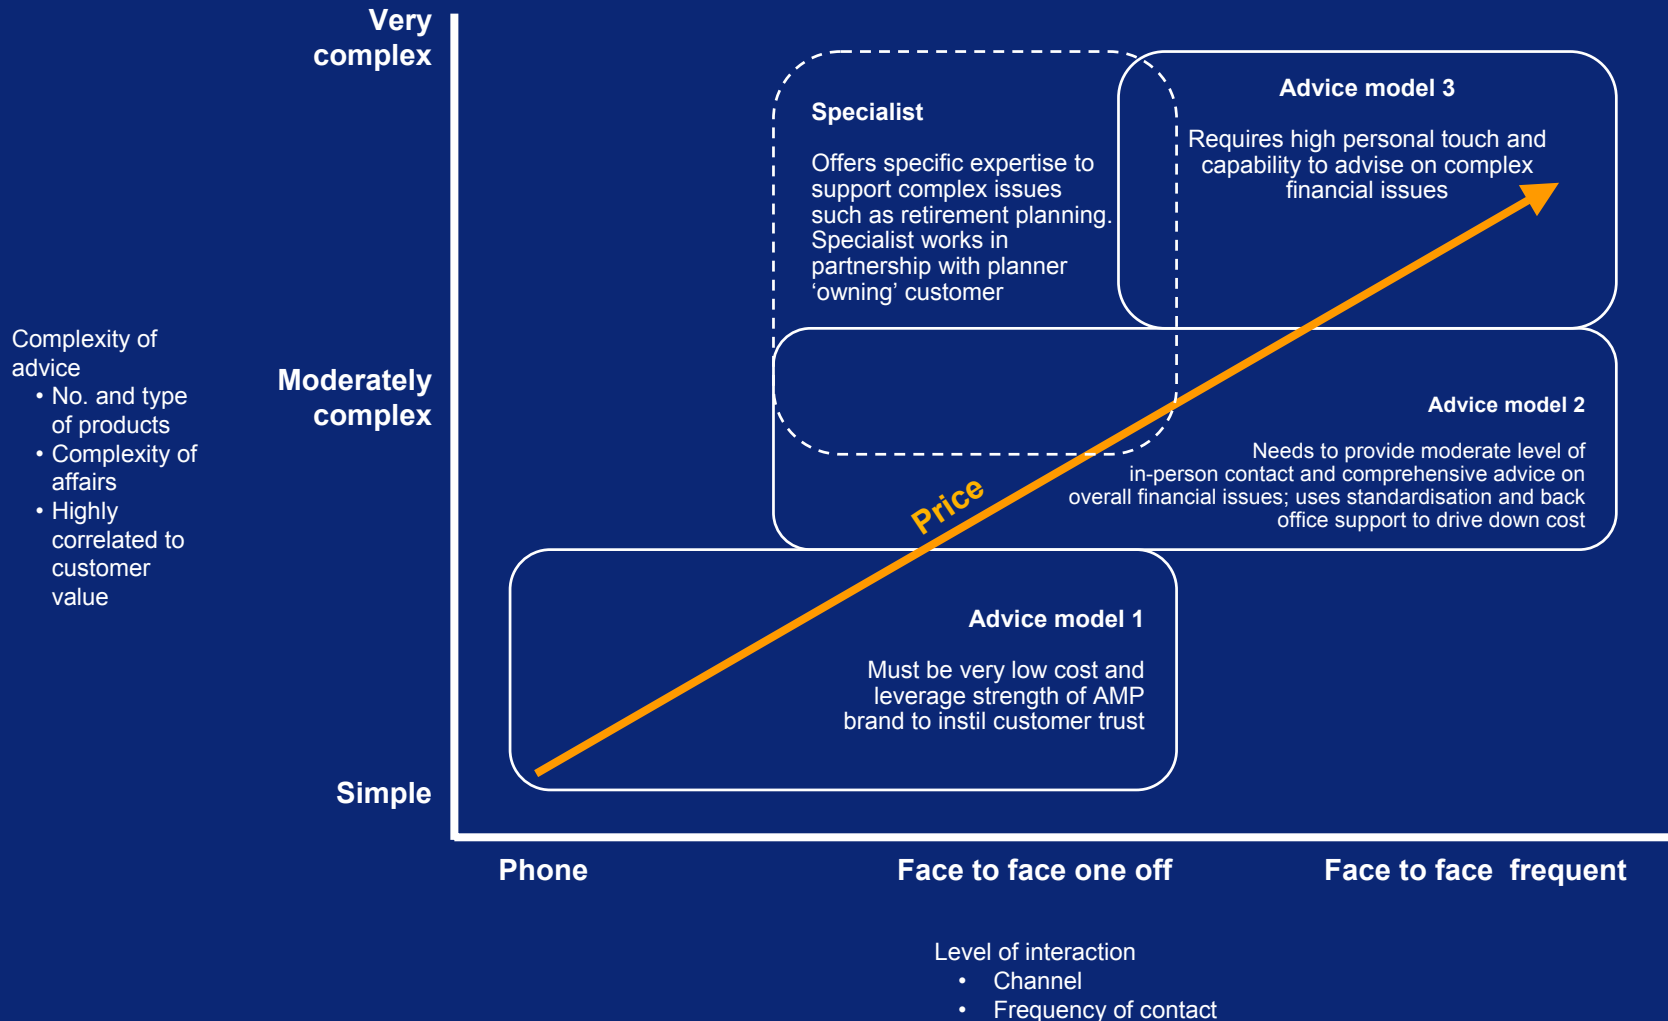 Very
complex
Moderately
complex
Simple
Complexity of
advice
• No. and type
of products
• Complexity of
affairs
• Highly
correlated to
customer
value
Specialist
Offers specific expertise to
support complex issues
such as retirement planning.
Specialist works in
partnership with planner
‘owning’ customer
Advice model 3
Requires high personal touch and
capability to advise on complex
financial issues
Advice model 2
Needs to provide moderate level of
in-person contact and comprehensive advice on
overall financial issues; uses standardisation and back
office support to drive down cost
Price
Advice model 1
Must be very low cost and
leverage strength of AMP
brand to instil customer trust
Phone
Face to face one off
Face to face frequent
Level of interaction
• Channel
• Frequency of contact